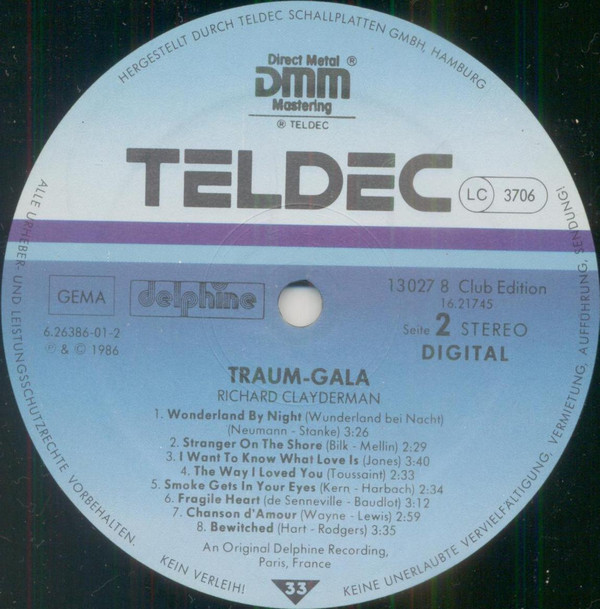 HERGESTELLT DURCH TELDEC SCHALLPLATTEN GMBH, HAMBURG
Direct Metal ®
DMM
Mastering
® TELDEC
TELDEC
LC 3706
GEMA
delphine
13027 8 Club Edition
16.21745
6.26386-01-2
Seite 2 STEREO
℗ & © 1986
DIGITAL
TRAUM-GALA
RICHARD CLAYDERMAN
1. Wonderland By Night (Wunderland bei Nacht)
(Neumann - Stanke) 3:26
2. Stranger On The Shore (Bilk - Mellin) 2:29
3. I Want To Know What Love Is (Jones) 3:40
4. The Way I Loved You (Toussaint) 2:33
5. Smoke Gets In Your Eyes (Kern - Harbach) 2:34
6. Fragile Heart (de Senneville - Baudlot) 3:12
7. Chanson d'Amour (Wayne - Lewis) 2:59
8. Bewitched (Hart - Rodgers) 3:35
An Original Delphine Recording,
Paris, France
33
ALLE URHEBER- UND LEISTUNGSSCHUTZRECHTE VORBEHALTEN.
KEIN VERLEIH!
KEINE UNERLAUBTE VERVIELFÄLTIGUNG, VERMIETUNG, AUFFÜHRUNG, SENDUNG!